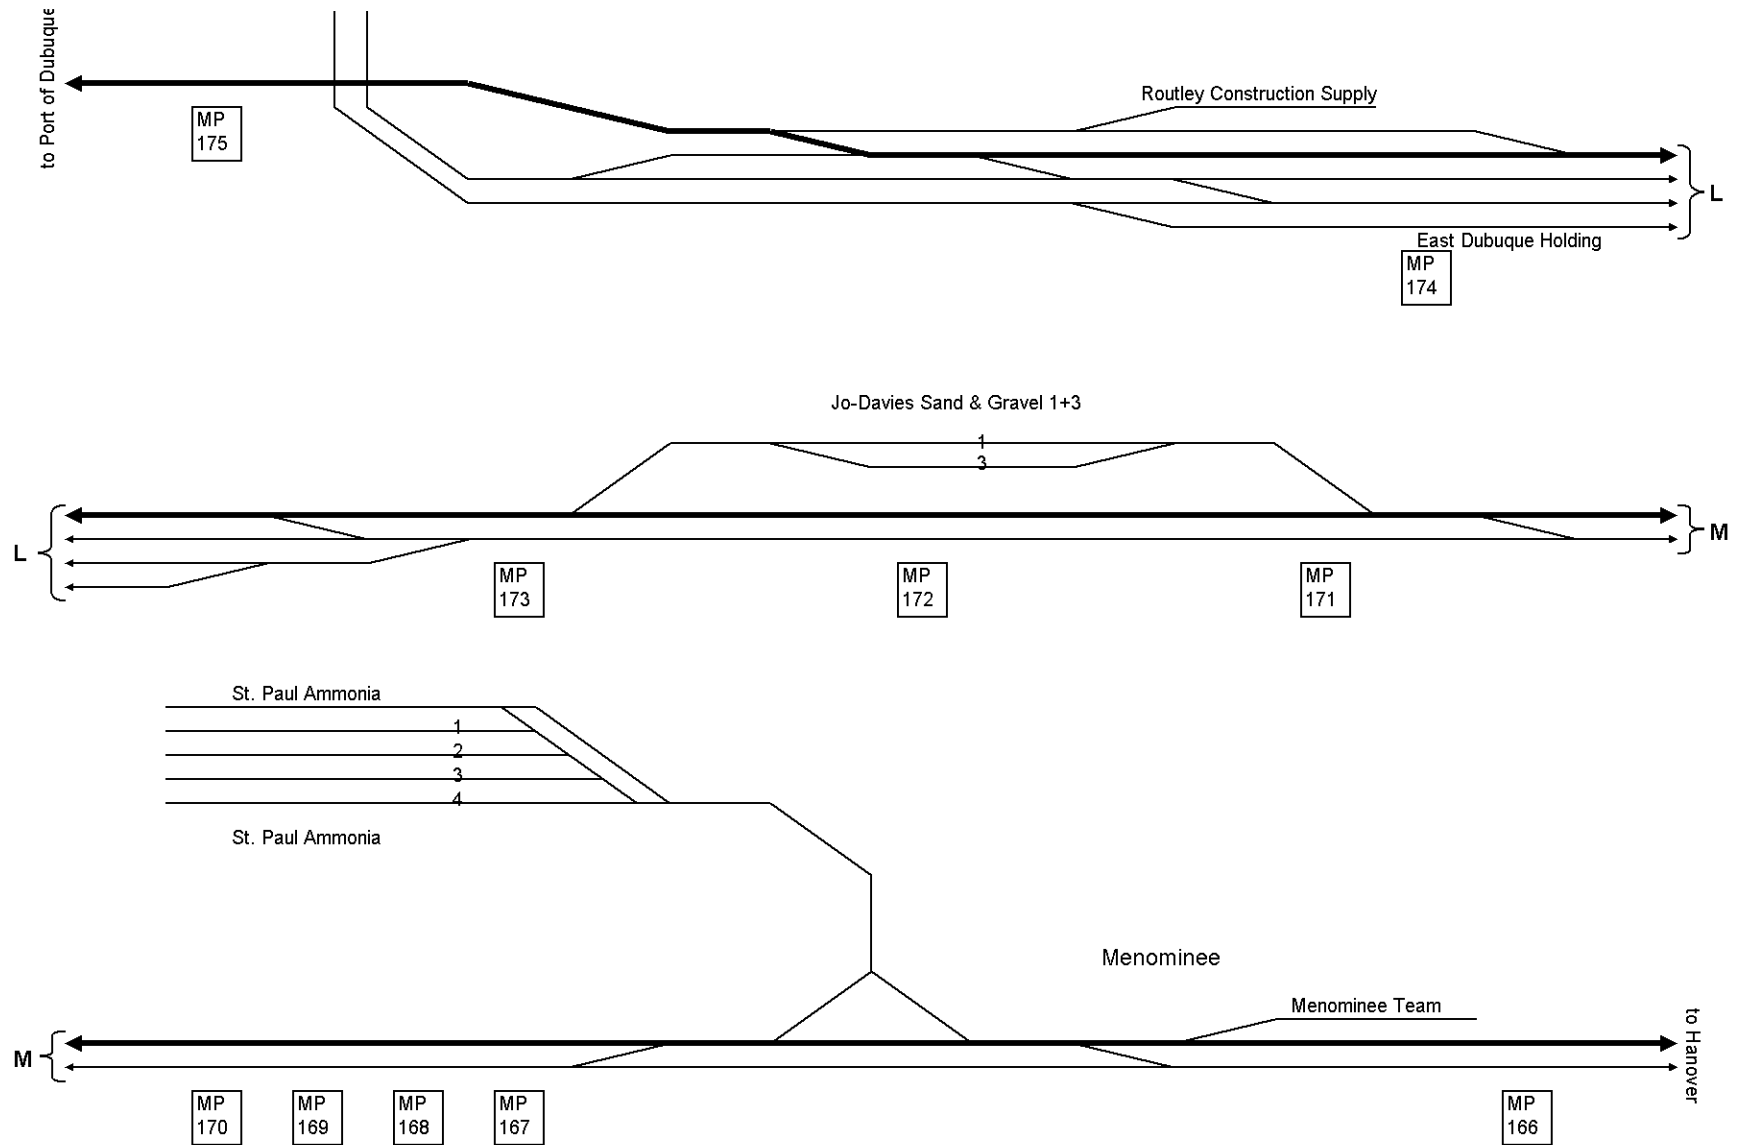 to Port of Dubuque
MP
175
Routley Construction Supply
L
East Dubuque Holding
MP
174
Jo-Davies Sand & Gravel 1+3
1
3
L
M
MP
173
MP
172
MP
171
St. Paul Ammonia
1
2
3
4
St. Paul Ammonia
Menominee
Menominee Team
to Hanover
M
MP
170
MP
169
MP
168
MP
167
MP
166